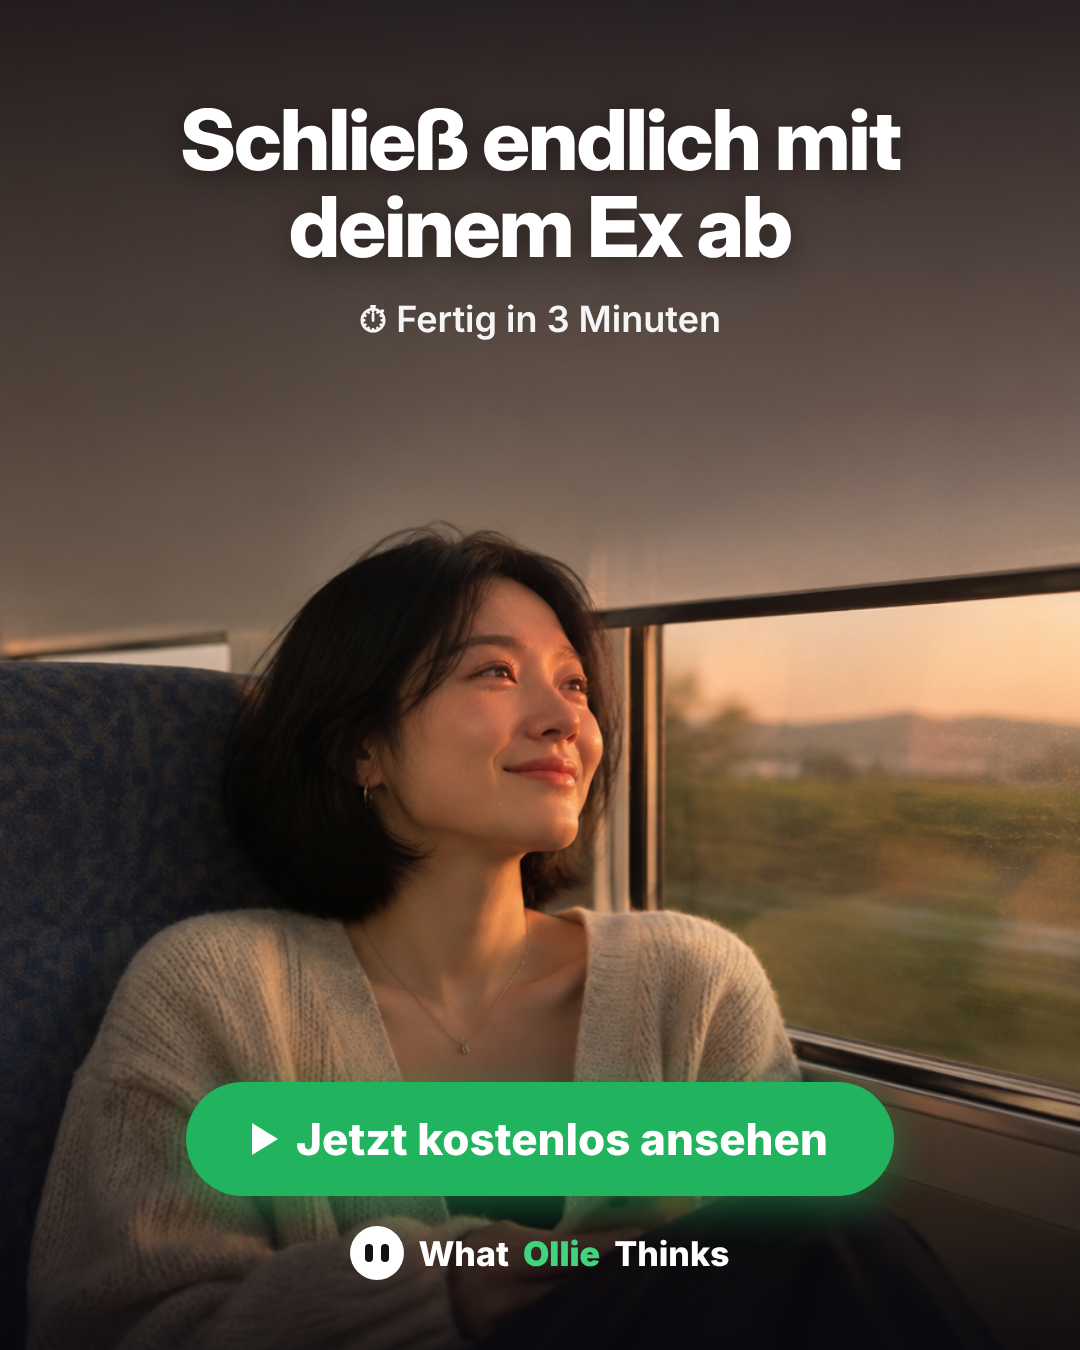 Schließ endlich mit
deinem Ex ab
⏱ Fertig in 3 Minuten
▶ Jetzt kostenlos ansehen
What Ollie Thinks